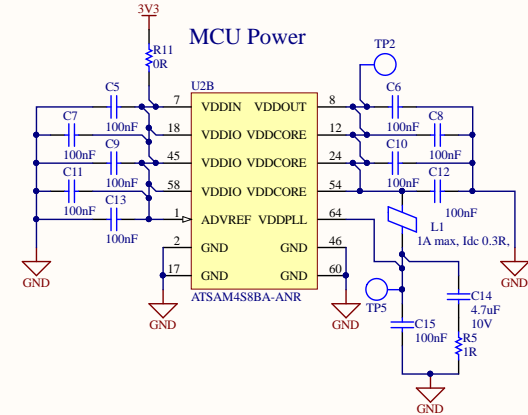 3V3
MCU Power
R11
0R
TP2
U2B
C5
100nF
7 VDDIN VDDOUT 8
C6
100nF
C7
100nF
18 VDDIO VDDCORE 12
C8
100nF
C9
100nF
45 VDDIO VDDCORE 24
C10
100nF
C11
100nF
58 VDDIO VDDCORE 54
C12
100nF
C13
100nF
1 ADVREF VDDPLL 64
L1
1A max, Idc 0.3R,
2 GND GND 46
17 GND GND 60
ATSAM4S8BA-ANR
GND
GND
GND
GND
TP5
C14
4.7uF
10V
C15
100nF
R5
1R
GND